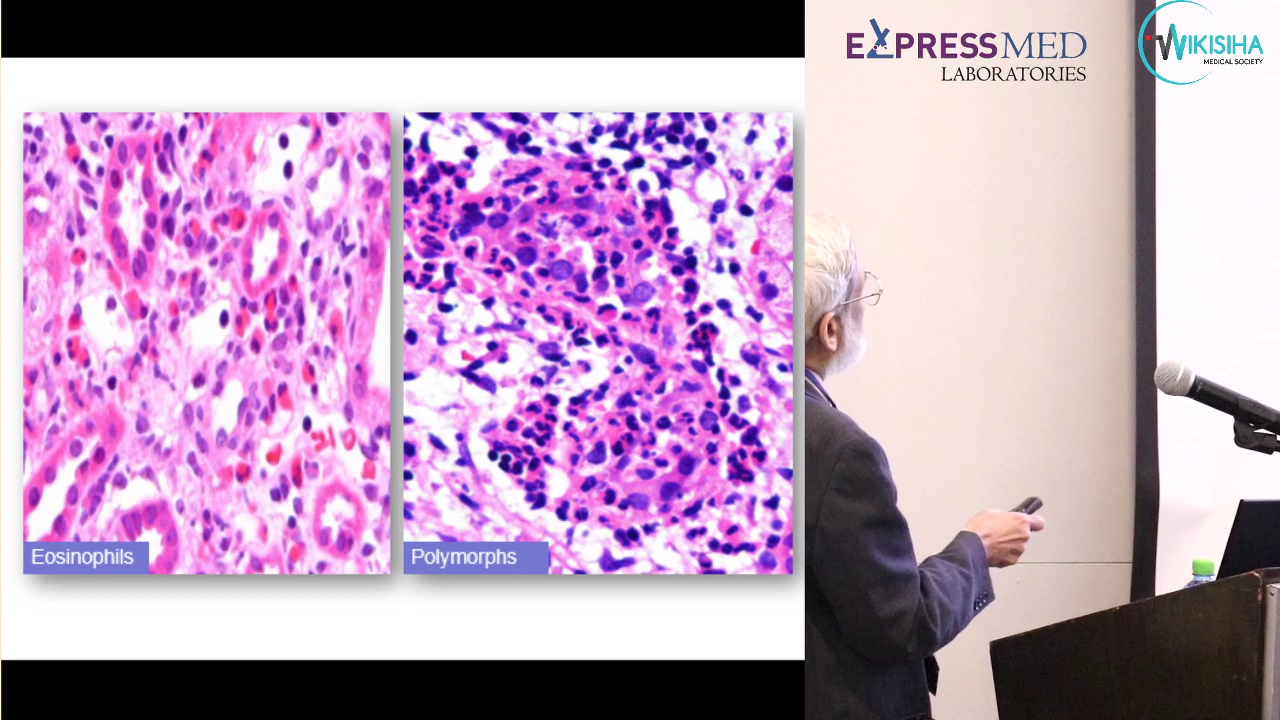 Eosinophils
Polymorphs
EXPRESSMED
LABORATORIES
WIKISIHA
MEDICAL SOCIETY